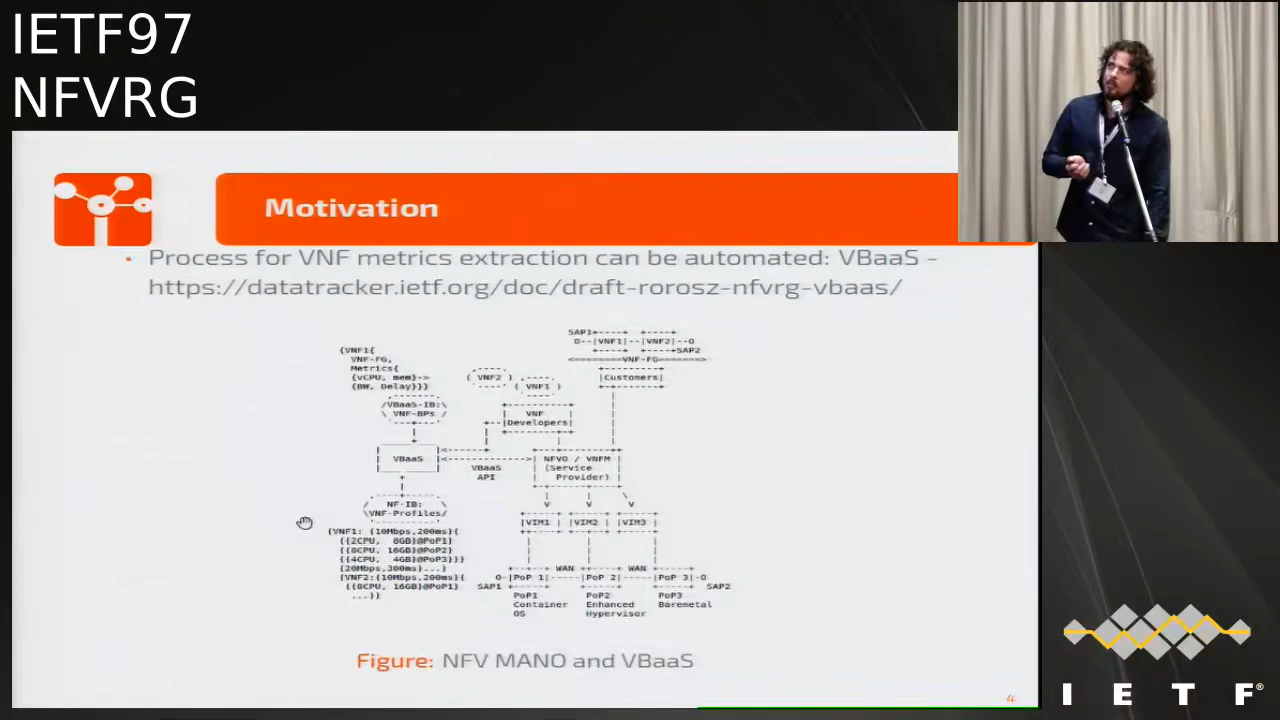 IETF97
NFVRG
Motivation
• Process for VNF metrics extraction can be automated: VBaaS -
https://datatracker.ietf.org/doc/draft-rorosz-nfvrg-vbaas/
SAP1+-----+ +-----+
O--|VNF1|--|VNF2|--O
{VNF1{ +-----+ +-----+SAP2
VNF-FG, <========VNF-FG=======>
Metrics{
{vCPU, mem}-> ( VNF2 ) |Customers|
{BW, Delay}}} ( VNF1 )
/VBaaS-IB:\
\ VNF-BPs / VNF
|Developers|
VBaaS NFVO / VNFM
VBaaS (Service
API Provider)
/ NF-IB: \
\VNF-Profiles/
|VIM1 | |VIM2 | |VIM3 |
{VNF1: {10Mbps,200ms}{
{{2CPU, 8GB}@PoP1}
{{8CPU, 16GB}@PoP2}
{{4CPU, 4GB}@PoP3}}}
{20Mbps,300ms}...} WAN WAN
{VNF2:{10Mbps,200ms}{ O-|PoP 1|-----|PoP 2|-----|PoP 3|-O
{{8CPU, 16GB}@PoP1} SAP1 SAP2
...}} PoP1 PoP2 PoP3
Container Enhanced Baremetal
OS Hypervisor
Figure: NFV MANO and VBaaS
4
I E T F®